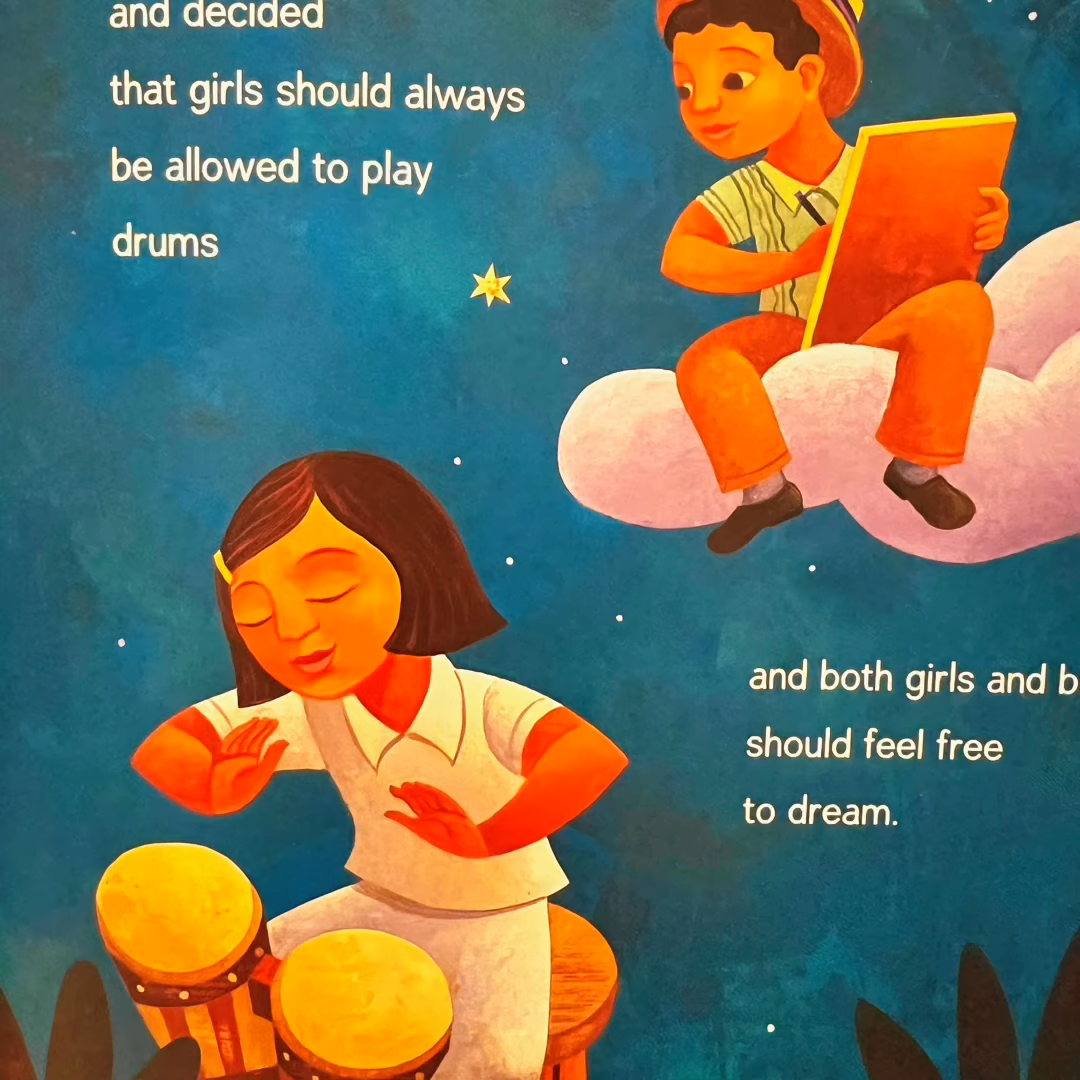 and decided
that girls should always
be allowed to play
drums
and both girls and
should feel free
to dream.